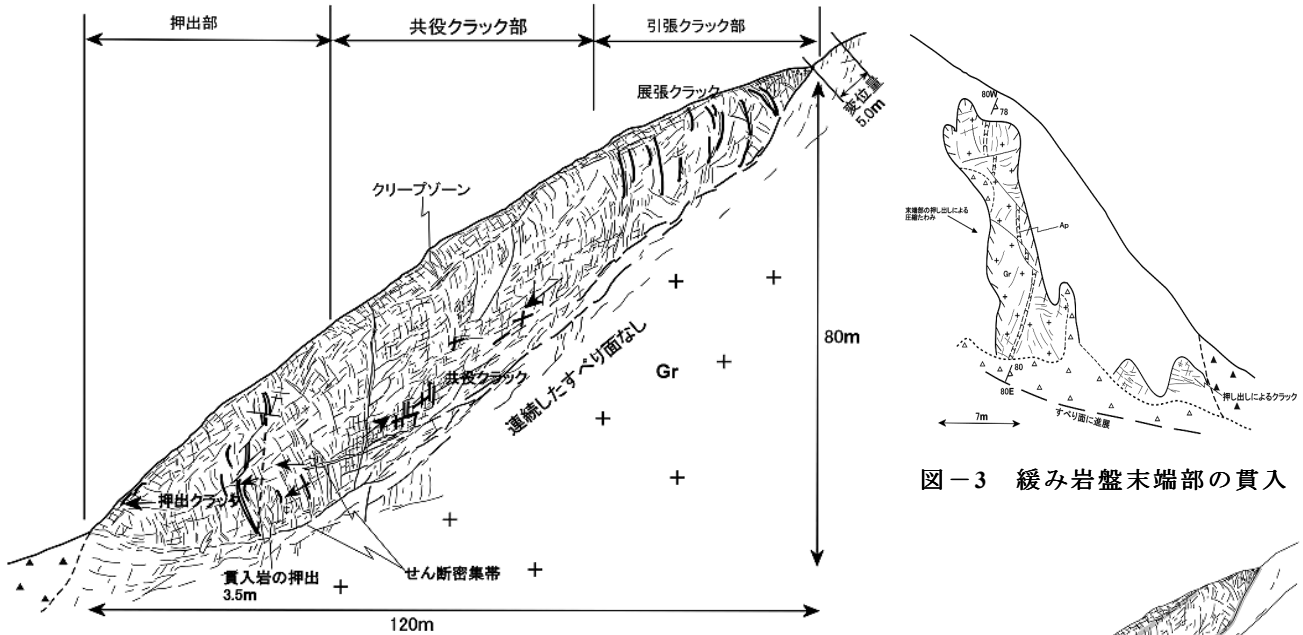 押出部
共役クラック部
引張クラック部
展張クラック
変位量
5.0m
クリープゾーン
80m
共役クラック
連続したすべり面なし
Gr
押出クラック
貫入岩の押出
3.5m
せん断密集帯
120m
80W
78
末端部の押し出しによる
圧縮たわみ
Ap
Gr
80
80E
押し出しによるクラック
すべり面に進展
7m
図－3　緩み岩盤末端部の貫入